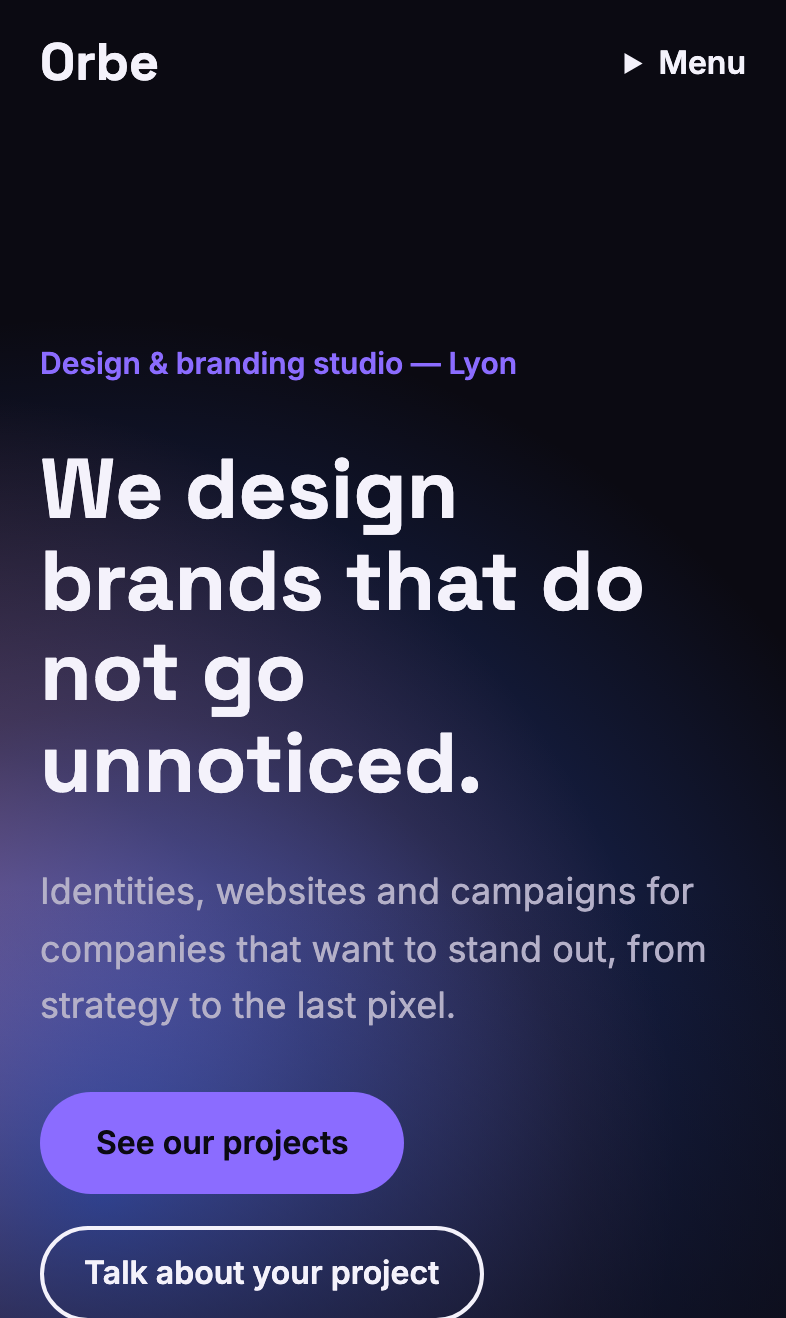 Orbe
▶ Menu
Design & branding studio — Lyon
We design
brands that do
not go
unnoticed.
Identities, websites and campaigns for
companies that want to stand out, from
strategy to the last pixel.
See our projects
Talk about your project